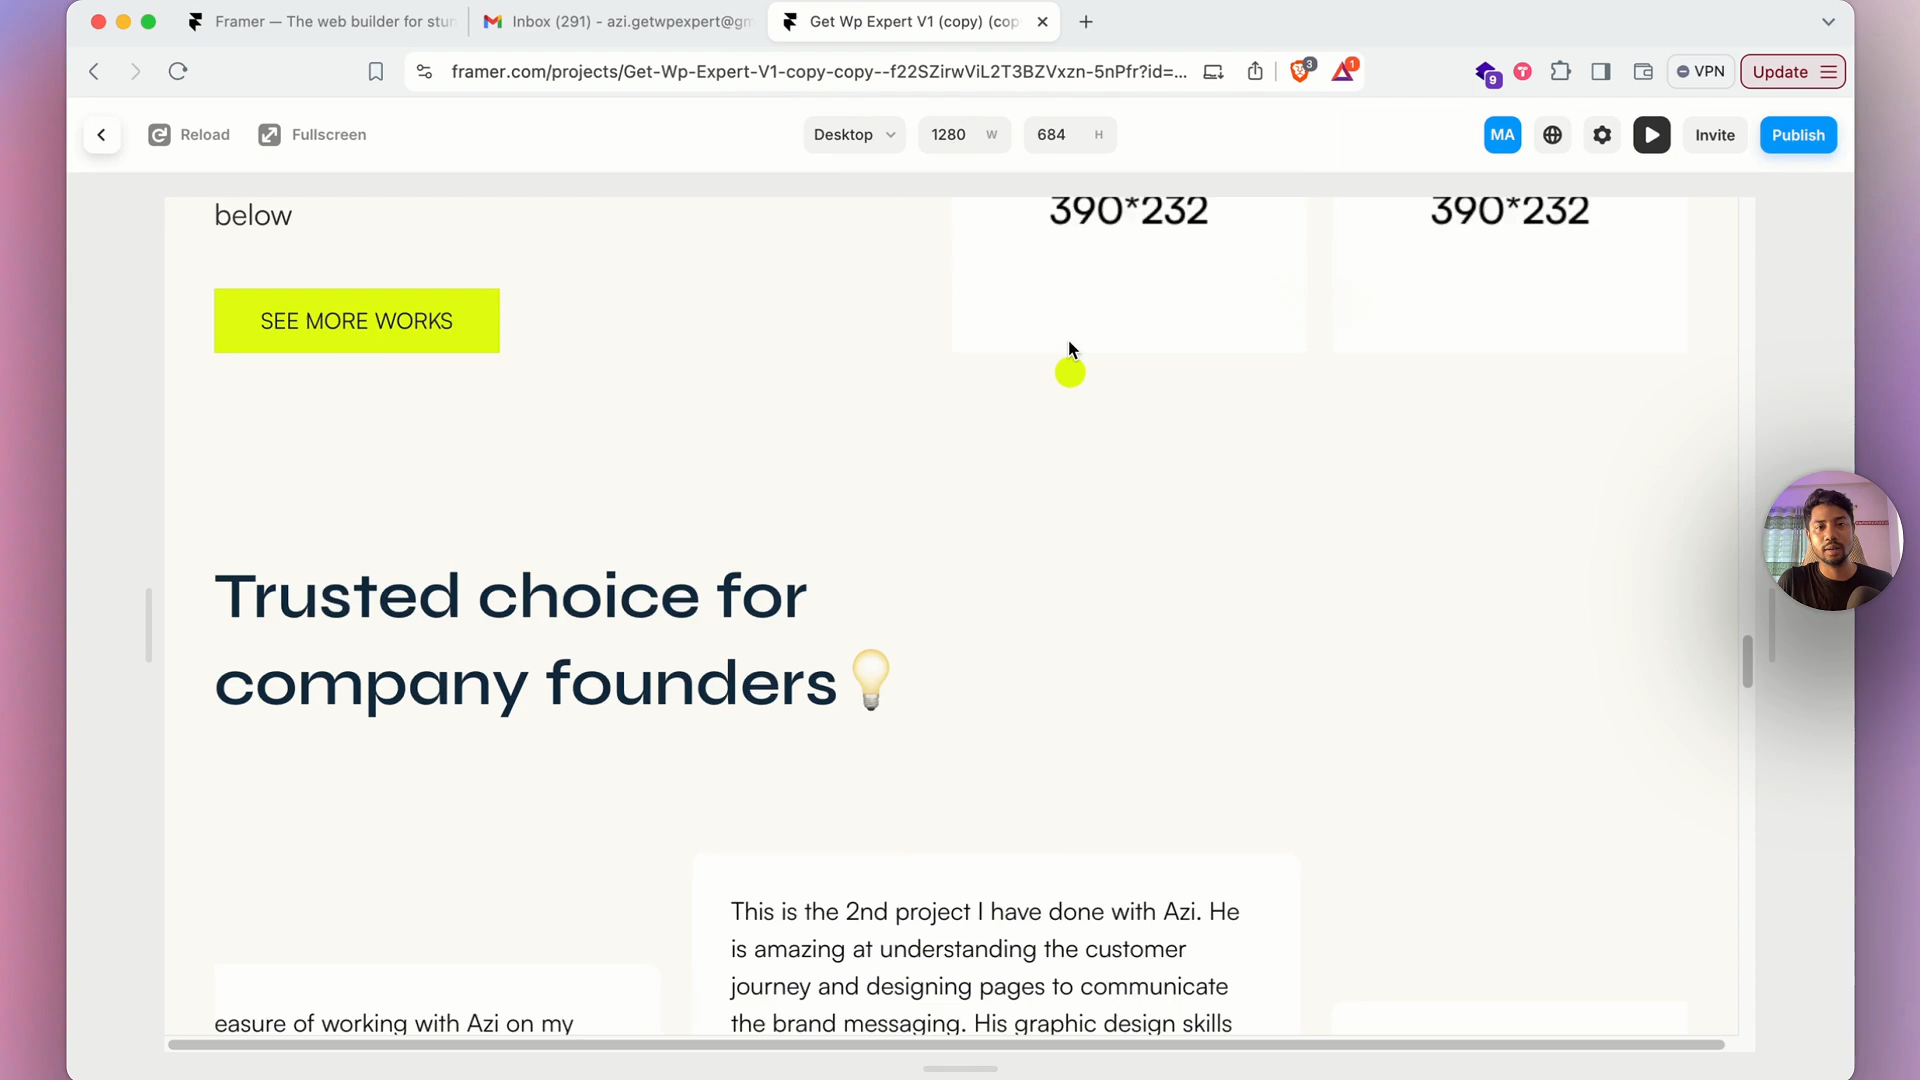 Framer — The web builder for stun
Inbox (291) - azi.getwpexpert@gm
Get Wp Expert V1 (copy) (cop
framer.com/projects/Get-Wp-Expert-V1-copy-copy--f22SZirwViL2T3BZVxzn-5nPfr?id=...
3
1
9
VPN
Update
Reload
Fullscreen
Desktop
1280 W
684 H
MA
Invite
Publish
below
390*232
390*232
SEE MORE WORKS
Trusted choice for
company founders
This is the 2nd project I have done with Azi. He
is amazing at understanding the customer
journey and designing pages to communicate
the brand messaging. His graphic design skills
easure of working with Azi on my